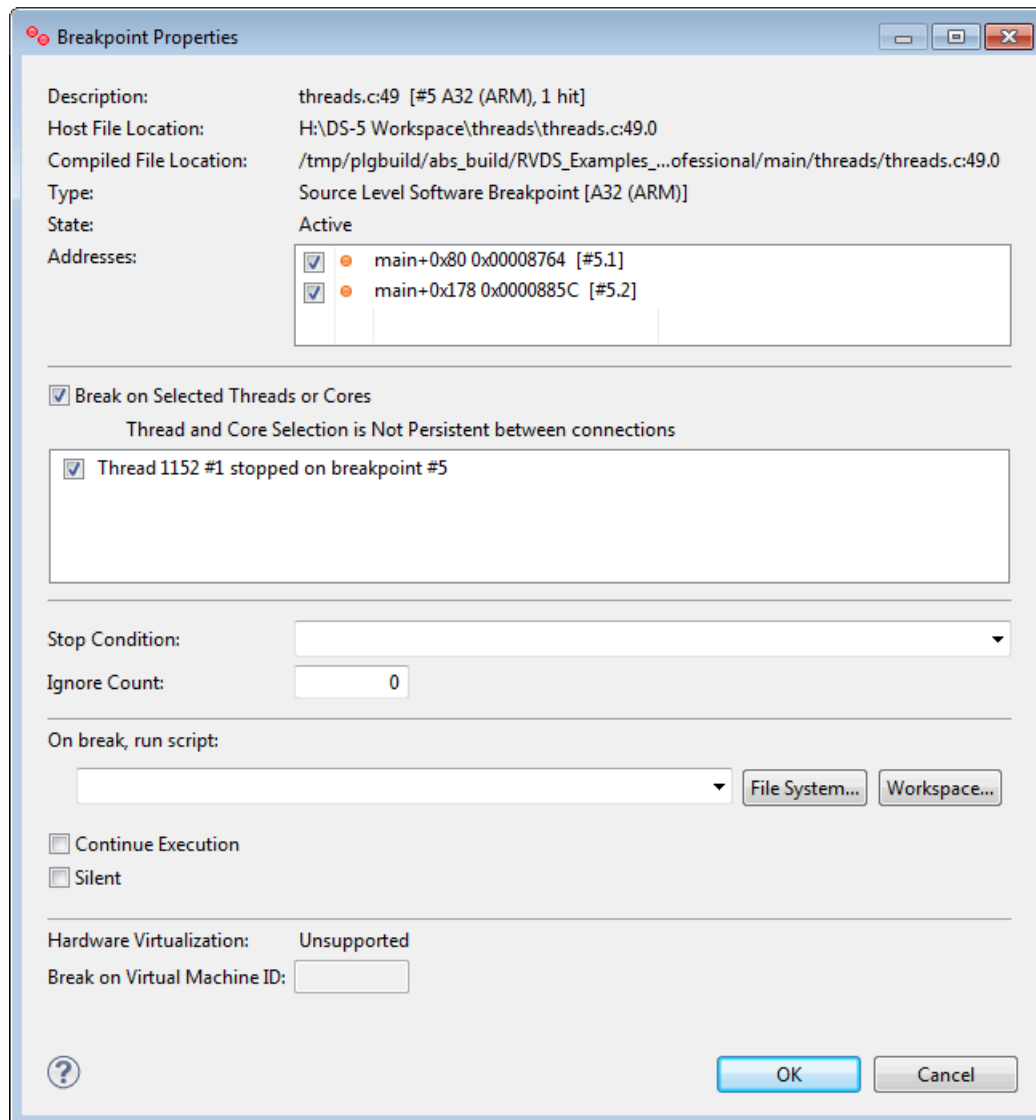 Breakpoint Properties
Description: threads.c:49 [#5 A32 (ARM), 1 hit]
Host File Location: H:\DS-5 Workspace\threads\threads.c:49.0
Compiled File Location: /tmp/plgbuild/abs_build/RVDS_Examples_...ofessional/main/threads/threads.c:49.0
Type: Source Level Software Breakpoint [A32 (ARM)]
State: Active
Addresses:
main+0x80 0x00008764 [#5.1]
main+0x178 0x0000885C [#5.2]
Break on Selected Threads or Cores
Thread and Core Selection is Not Persistent between connections
Thread 1152 #1 stopped on breakpoint #5
Stop Condition:
Ignore Count: 0
On break, run script:
File System... Workspace...
Continue Execution
Silent
Hardware Virtualization: Unsupported
Break on Virtual Machine ID:
? OK Cancel